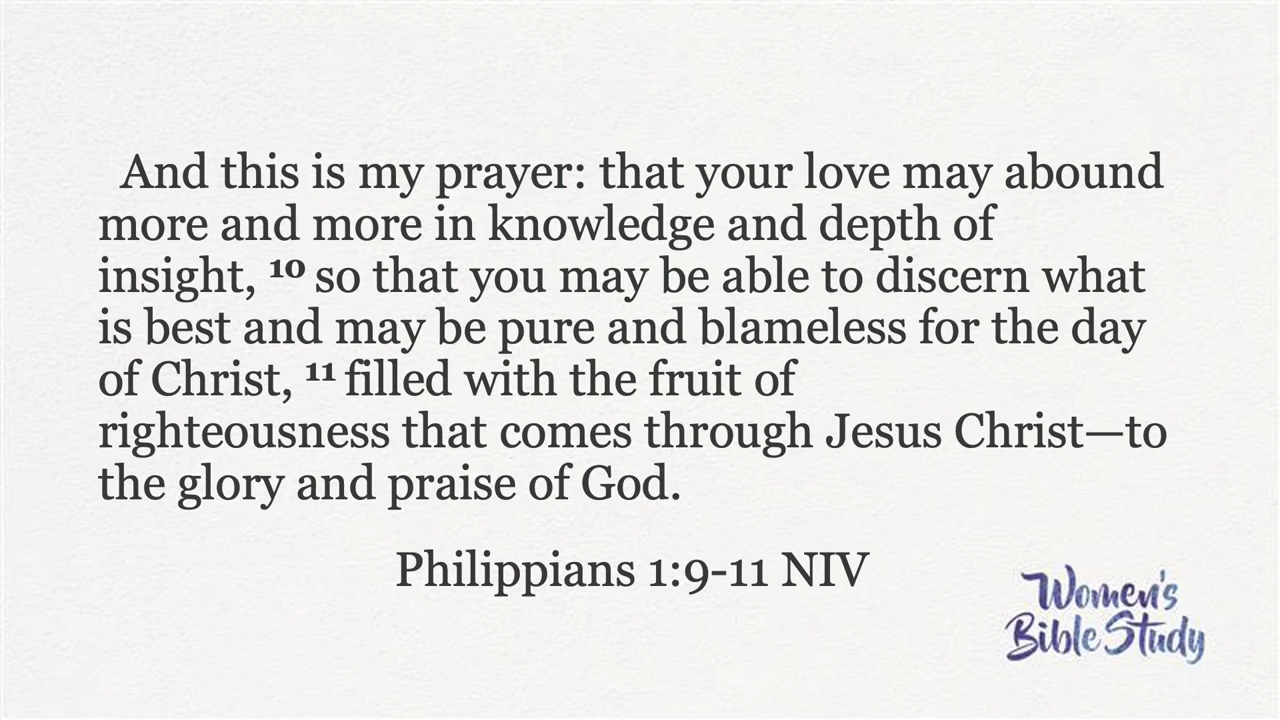 And this is my prayer: that your love may abound
more and more in knowledge and depth of
insight, ¹⁰ so that you may be able to discern what
is best and may be pure and blameless for the day
of Christ, ¹¹ filled with the fruit of
righteousness that comes through Jesus Christ—to
the glory and praise of God.
Philippians 1:9-11 NIV
Women's
Bible Study